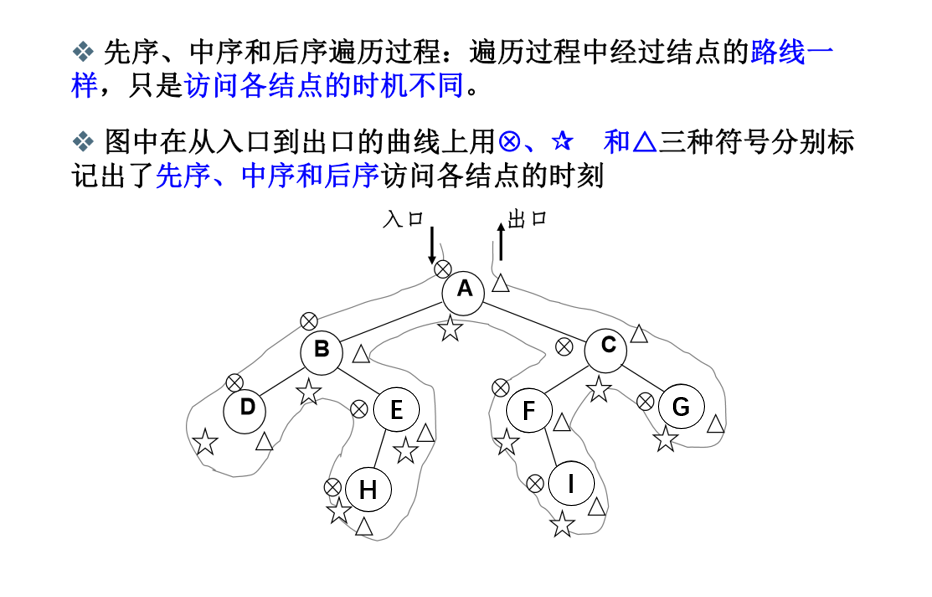 ❖ 先序、中序和后序遍历过程：遍历过程中经过结点的路线一
样，只是访问各结点的时机不同。
❖ 图中在从入口到出口的曲线上用⊗、☆ 和△三种符号分别标
记出了先序、中序和后序访问各结点的时刻
入口 出口
A
B C
D E F G
H I